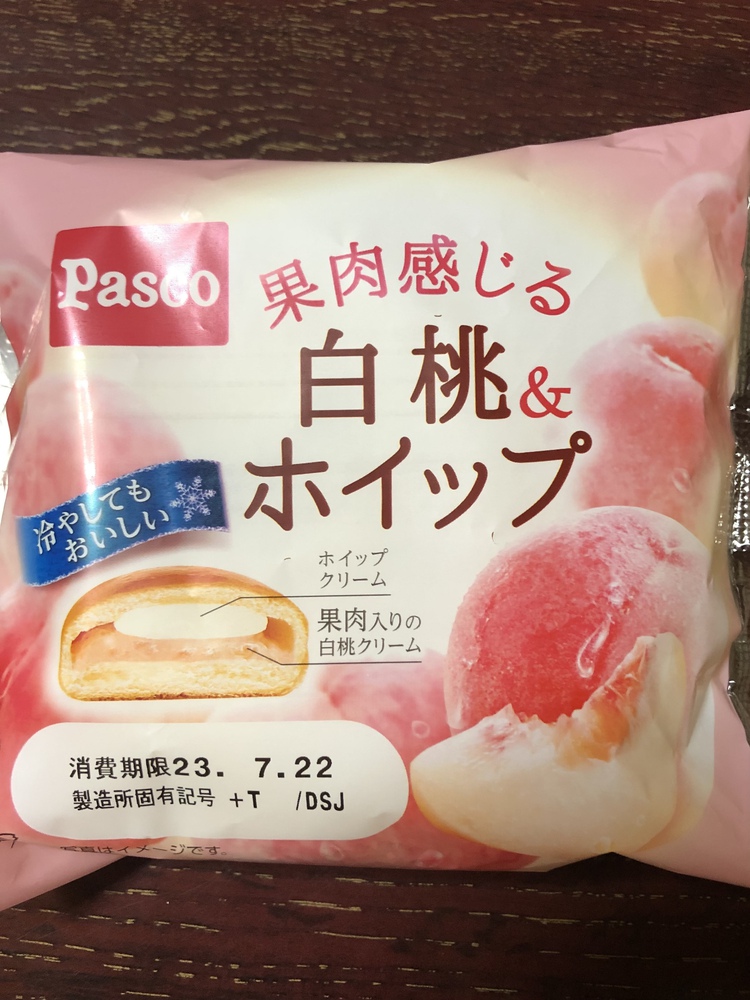 Pasco
果肉感じる
白桃&
ホイップ
冷やしても
おいしい
ホイップ
クリーム
果肉入りの
白桃クリーム
消費期限23. 7.22
製造所固有記号 +T /DSJ
写真はイメージです。